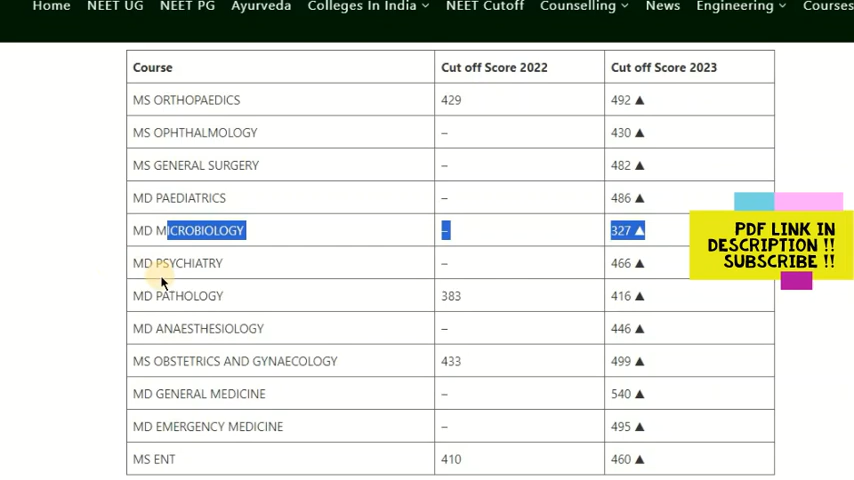 Home NEET UG NEET PG Ayurveda Colleges In India NEET Cutoff Counselling News Engineering Courses
Course Cut off Score 2022 Cut off Score 2023
MS ORTHOPAEDICS 429 492 ▲
MS OPHTHALMOLOGY – 430 ▲
MS GENERAL SURGERY – 482 ▲
MD PAEDIATRICS – 486 ▲
MD MICROBIOLOGY – 327 ▲
MD PSYCHIATRY – 466 ▲
MD PATHOLOGY 383 416 ▲
MD ANAESTHESIOLOGY – 446 ▲
MS OBSTETRICS AND GYNAECOLOGY 433 499 ▲
MD GENERAL MEDICINE – 540 ▲
MD EMERGENCY MEDICINE – 495 ▲
MS ENT 410 460 ▲
PDF LINK IN
DESCRIPTION !!
SUBSCRIBE !!